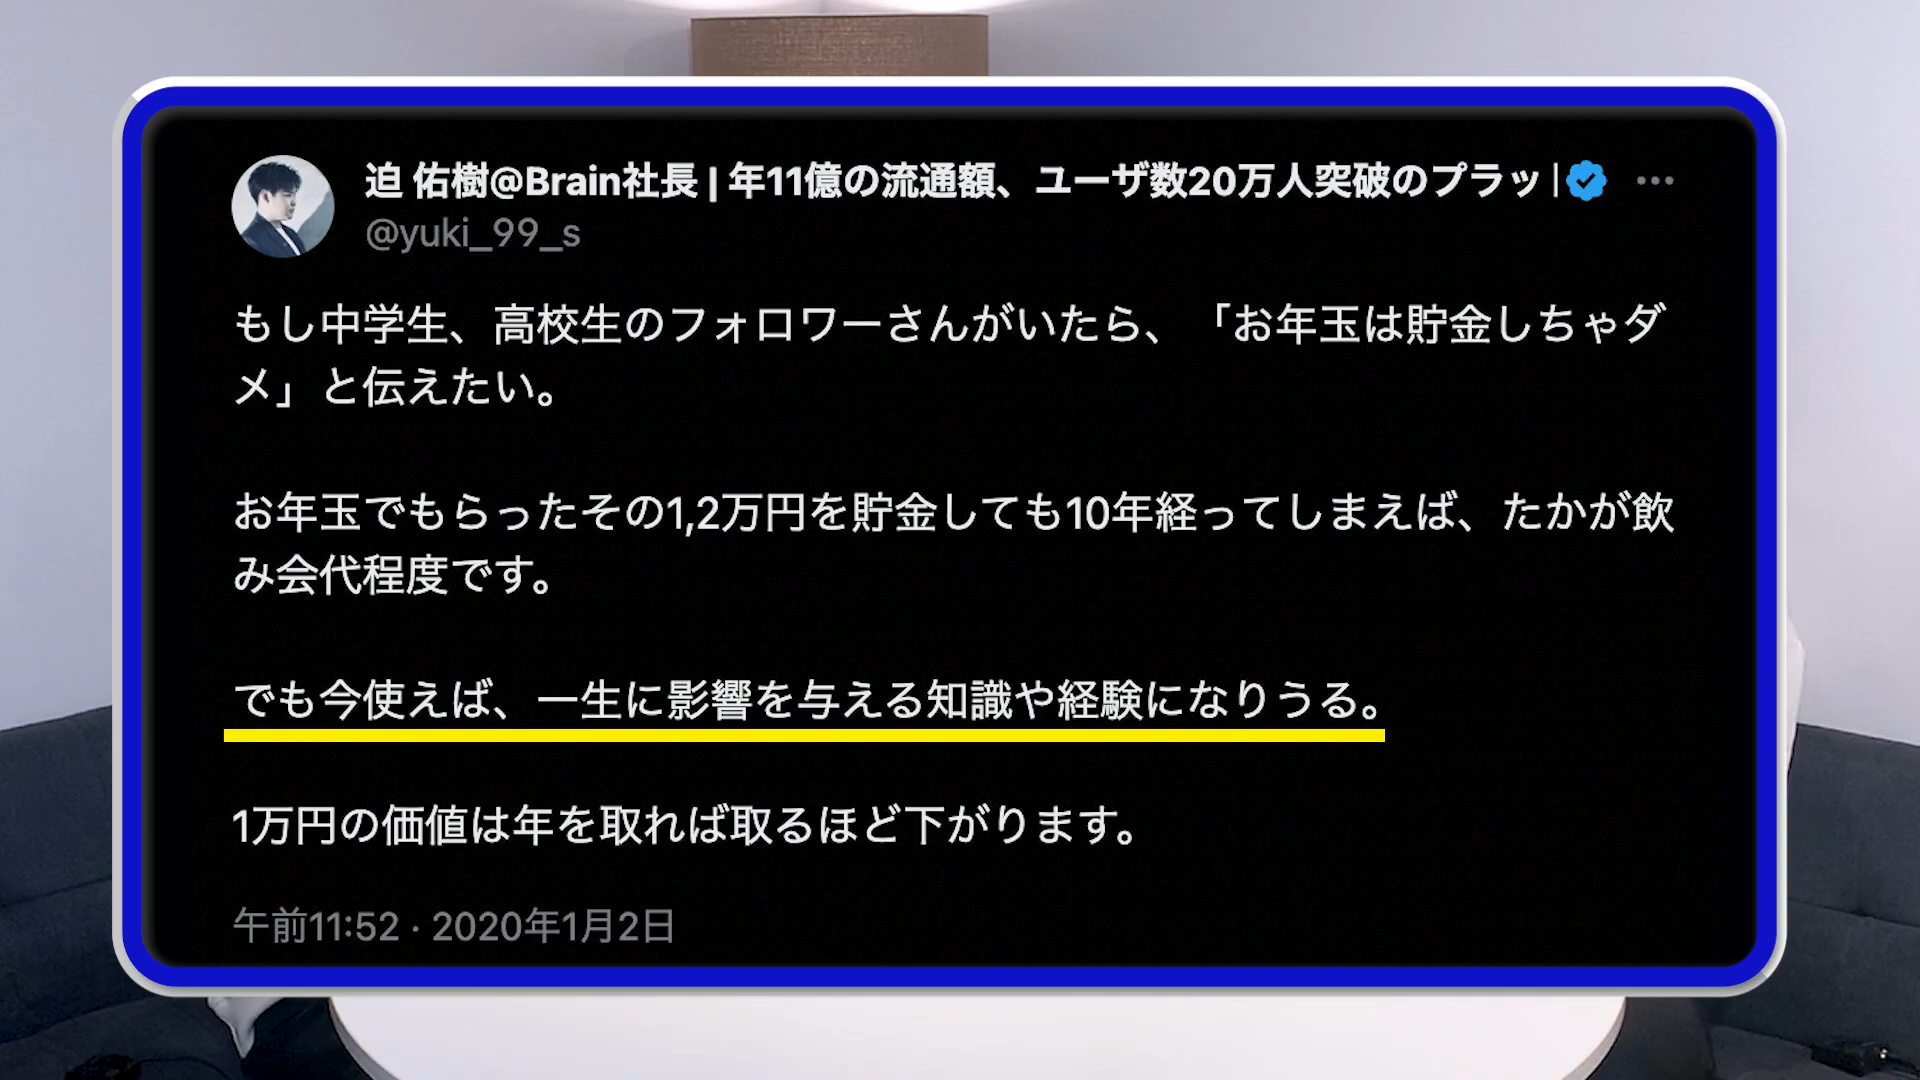 迫 佑樹@Brain社長 | 年11億の流通額、ユーザ数20万人突破のプラッ
@yuki_99_s
もし中学生、高校生のフォロワーさんがいたら、「お年玉は貯金しちゃダ
メ」と伝えたい。
お年玉でもらったその1,2万円を貯金しても10年経ってしまえば、たかが飲
み会代程度です。
でも今使えば、一生に影響を与える知識や経験になりうる。
1万円の価値は年を取れば取るほど下がります。
午前11:52 · 2020年1月2日